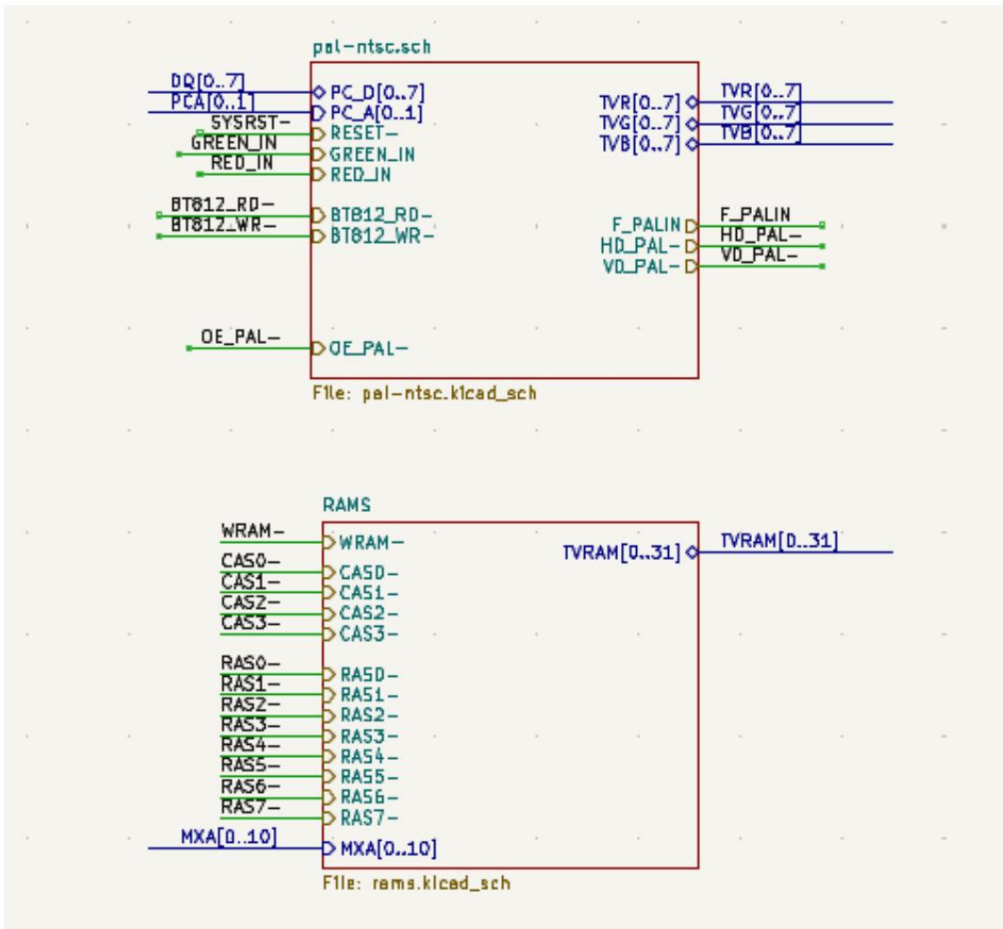 pal-ntsc.sch
DQ[0..7]
PC_D[0..7]
TVR[0..7]
TVR[0..7]
PCA[0..1]
PC_A[0..1]
TVG[0..7]
TVG[0..7]
SYSRST-
RESET-
TVB[0..7]
TVB[0..7]
GREEN_IN
GREEN_IN
RED_IN
RED_IN
BT812_RD-
BT812_RD-
F_PALIN
F_PALIN
BT812_WR-
BT812_WR-
HD_PAL-
HD_PAL-
VD_PAL-
VD_PAL-
OE_PAL-
OE_PAL-
File: pal-ntsc.kicad_sch
RAMS
WRAM-
WRAM-
TVRAM[0..31]
TVRAM[0..31]
CAS0-
CAS0-
CAS1-
CAS1-
CAS2-
CAS2-
CAS3-
CAS3-
RAS0-
RAS0-
RAS1-
RAS1-
RAS2-
RAS2-
RAS3-
RAS3-
RAS4-
RAS4-
RAS5-
RAS5-
RAS6-
RAS6-
RAS7-
RAS7-
MXA[0..10]
MXA[0..10]
File: rams.kicad_sch